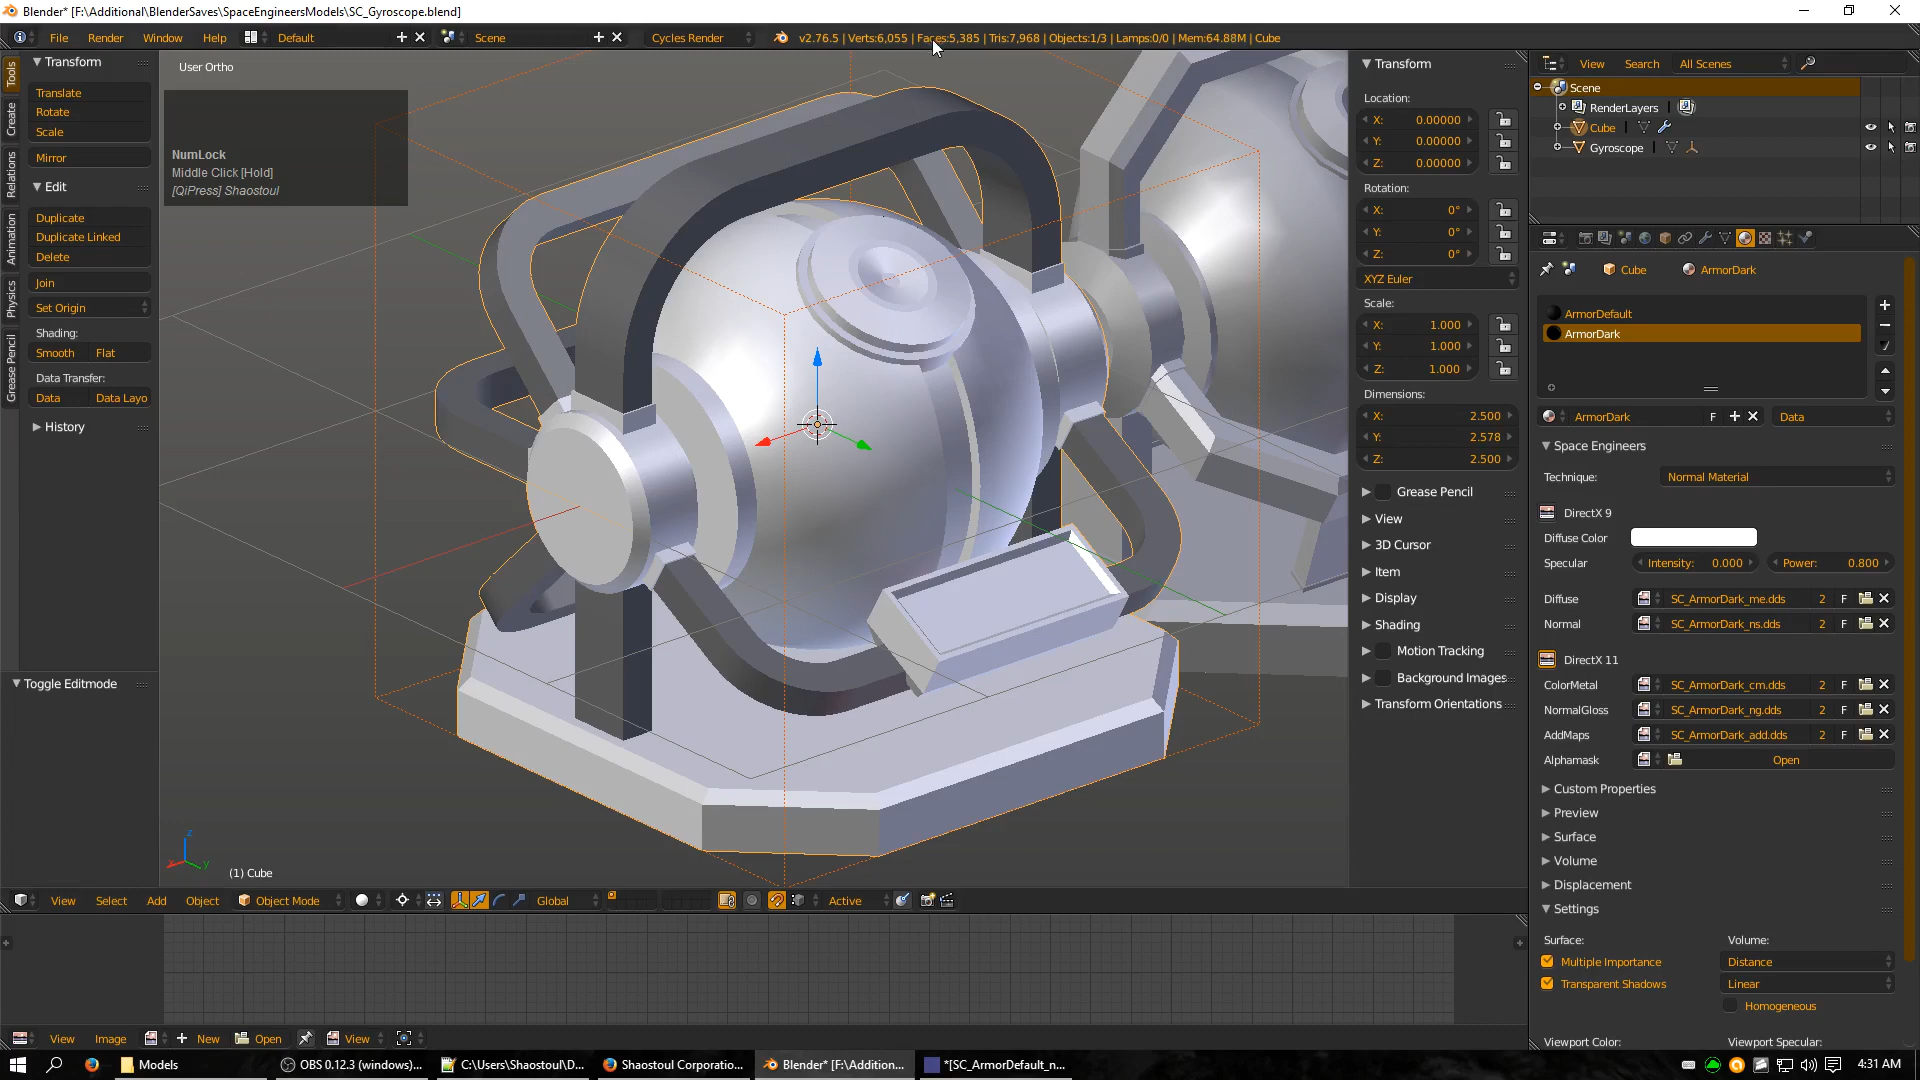 Blender* [F:\Additional\BlenderSaves\SpaceEngineersModels\SC_Gyroscope.blend]
File Render Window Help Default Scene Cycles Render v2.76.5 | Verts:6,055 | Faces:5,385 | Tris:7,968 | Objects:1/3 | Lamps:0/0 | Mem:64.88M | Cube
Tools
Create
Relations
Animation
Physics
Grease Pencil
Transform
Translate
Rotate
Scale
Mirror
Edit
Duplicate
Duplicate Linked
Delete
Join
Set Origin
Shading:
Smooth Flat
Data Transfer:
Data Data Layo
History
Toggle Editmode
User Ortho
NumLock
Middle Click [Hold]
[QiPress] Shaostoul
(1) Cube
Transform
Location:
X: 0.00000
Y: 0.00000
Z: 0.00000
Rotation:
X: 0°
Y: 0°
Z: 0°
XYZ Euler
Scale:
X: 1.000
Y: 1.000
Z: 1.000
Dimensions:
X: 2.500
Y: 2.578
Z: 2.500
Grease Pencil
View
3D Cursor
Item
Display
Shading
Motion Tracking
Background Images
Transform Orientations
View Search All Scenes
Scene
RenderLayers
Cube
Gyroscope
Cube ArmorDark
ArmorDefault
ArmorDark
ArmorDark F Data
Space Engineers
Technique: Normal Material
DirectX 9
Diffuse Color
Specular Intensity: 0.000 Power: 0.800
Diffuse SC_ArmorDark_me.dds 2 F
Normal SC_ArmorDark_ns.dds 2 F
DirectX 11
ColorMetal SC_ArmorDark_cm.dds 2 F
NormalGloss SC_ArmorDark_ng.dds 2 F
AddMaps SC_ArmorDark_add.dds 2 F
Alphamask Open
Custom Properties
Preview
Surface
Volume
Displacement
Settings
Surface: Volume:
Multiple Importance Distance
Transparent Shadows Linear
Homogeneous
Viewport Color: Viewport Specular:
View Select Add Object Object Mode Global Active
View Image New Open View
Models OBS 0.12.3 (windows)... C:\Users\Shaostoul\D... Shaostoul Corporatio... Blender* [F:\Addition... *[SC_ArmorDefault_n... 4:31 AM
x y z